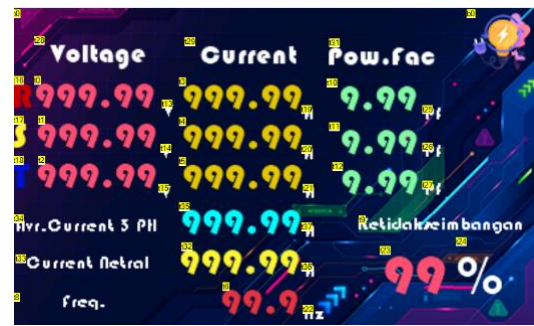 Voltage Current Pow.Fac
R 999.99 V 999.99 A 9.99 Pf
S 999.99 V 999.99 A 9.99 Pf
T 999.99 V 999.99 A 9.99 Pf
Avr.Current 3 PH 999.99 A Ketidakseimbangan
Current Netral 999.99 A 99 %
Freq. 99.9 Hz